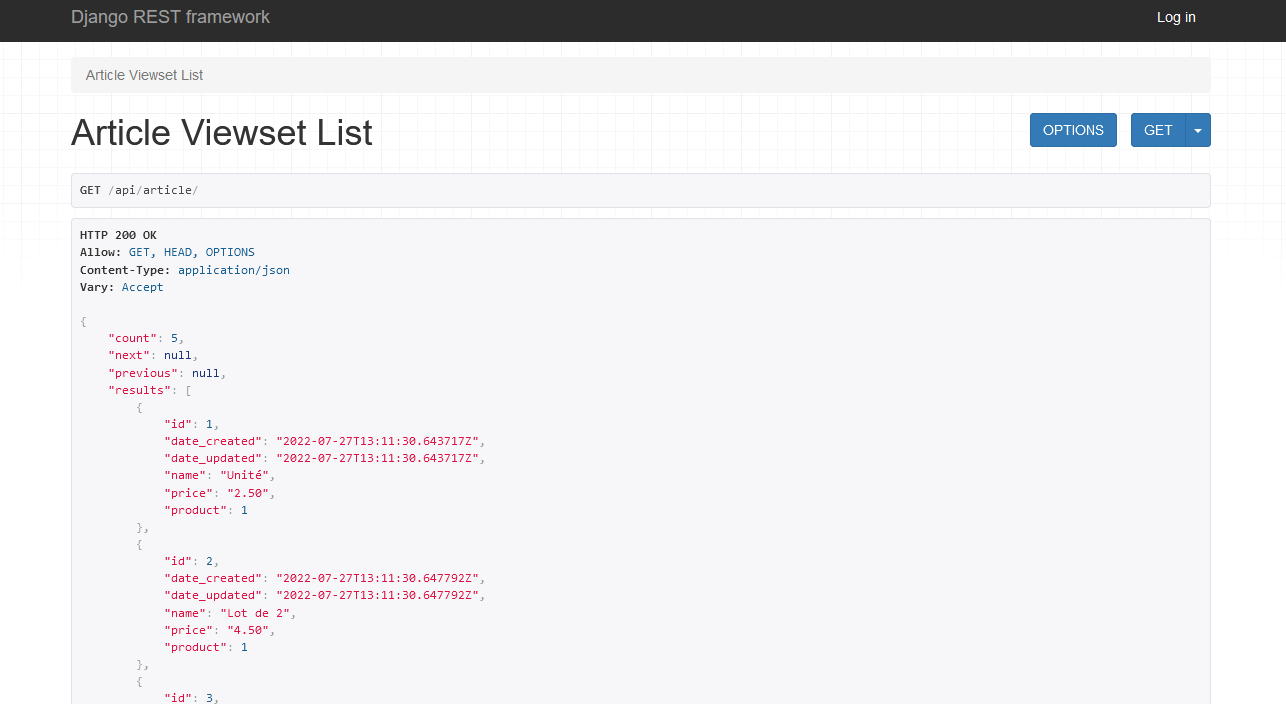 Django REST framework
Log in
Article Viewset List
Article Viewset List
OPTIONS
GET
GET /api/article/
HTTP 200 OK
Allow: GET, HEAD, OPTIONS
Content-Type: application/json
Vary: Accept
{
    "count": 5,
    "next": null,
    "previous": null,
    "results": [
        {
            "id": 1,
            "date_created": "2022-07-27T13:11:30.643717Z",
            "date_updated": "2022-07-27T13:11:30.643717Z",
            "name": "Unité",
            "price": "2.50",
            "product": 1
        },
        {
            "id": 2,
            "date_created": "2022-07-27T13:11:30.647792Z",
            "date_updated": "2022-07-27T13:11:30.647792Z",
            "name": "Lot de 2",
            "price": "4.50",
            "product": 1
        },
        {
            "id": 3,